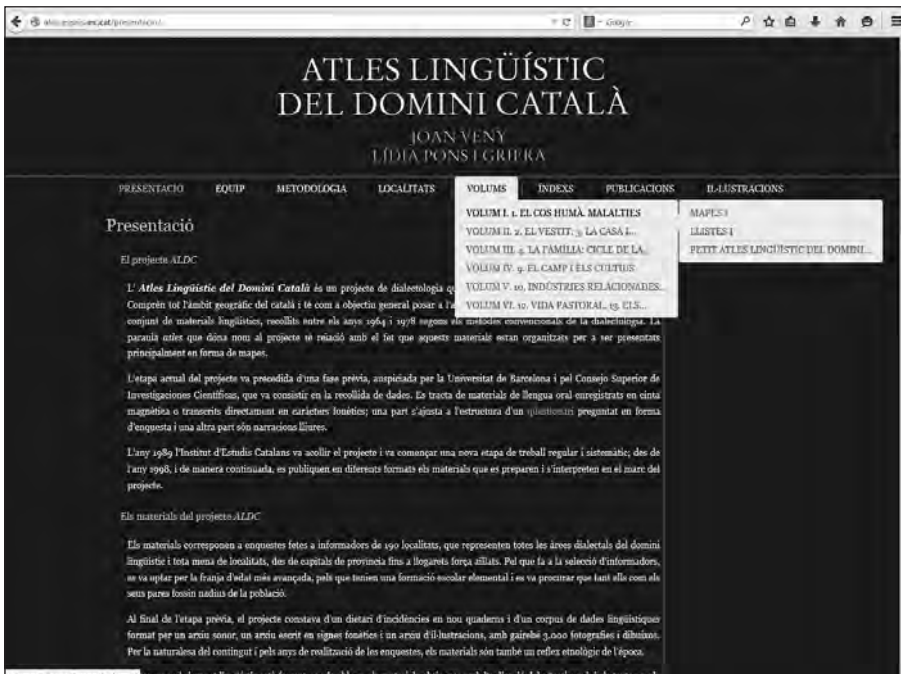 Google
ATLES LINGÜÍSTIC
DEL DOMINI CATALÀ
JOAN VENY
LÍDIA PONS I GRIERA
PRESENTACIÓ EQUIP METODOLOGIA LOCALITATS VOLUMS ÍNDEXS PUBLICACIONS IL·LUSTRACIONS
VOLUM I. 1. EL COS HUMÀ. MALALTIES
VOLUM II. 2. EL VESTIT; 3. LA CASA I...
VOLUM III. 4. LA FAMÍLIA: CICLE DE LA...
VOLUM IV. 9. EL CAMP I ELS CULTIUS
VOLUM V. 10. INDÚSTRIES RELACIONADES...
VOLUM VI. 12. VIDA PASTORAL. 13. ELS...
MAPES I
LLISTES I
PETIT ATLES LINGÜÍSTIC DEL DOMINI...
Presentació
El projecte ALDC
L' Atles Lingüístic del Domini Català és un projecte de dialectologia
Comprèn tot l'àmbit geogràfic del català i té com a objectiu general posar a
conjunt de materials lingüístics, recollits entre els anys 1964 i 1978 segons els mètodes convencionals de la dialectologia. La
paraula atles que dóna nom al projecte té relació amb el fet que aquests materials estan organitzats per a ser presentats
principalment en forma de mapes.
L'etapa actual del projecte va precedida d'una fase prèvia, auspiciada per la Universitat de Barcelona i pel Consejo Superior de
Investigaciones Científicas, que va consistir en la recollida de dades. Es tracta de materials de llengua oral enregistrats en cinta
magnètica o transcrits directament en caràcters fonètics; una part s'ajusta a l'estructura d'un qüestionari preguntat en forma
d'enquesta i una altra part són narracions lliures.
L'any 1989 l'Institut d'Estudis Catalans va acollir el projecte i va començar una nova etapa de treball regular i sistemàtic; des de
l'any 1998, i de manera continuada, es publiquen en diferents formats els materials que es preparen i s'interpreten en el marc del
projecte.
Els materials del projecte ALDC
Els materials corresponen a enquestes fetes a informadors de 190 localitats, que representen totes les àrees dialectals del domini
lingüístic i tota mena de localitats, des de capitals de província fins a llogarets força aïllats. Pel que fa a la selecció d'informadors,
es va optar per la franja d'edat més avançada, pels que tenien una formació escolar elemental i es va procurar que tant ells com els
seus pares fossin nadius de la població.
Al final de l'etapa prèvia, el projecte constava d'un dietari d'incidències en nou quaderns i d'un corpus de dades lingüístiques
format per un arxiu sonor, un arxiu escrit en signes fonètics i un arxiu d'il·lustracions, amb gairebé 3.000 fotografies i dibuixos.
Per la naturalesa del contingut i pels anys de realització de les enquestes, els materials són també un reflex etnològic de l'època.